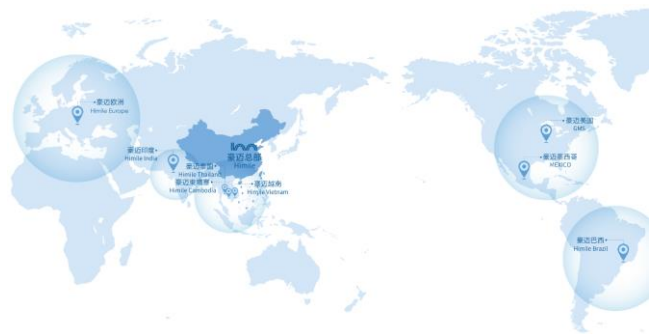 豪迈欧洲
Himile Europe
豪迈印度
Himile India
豪迈总部
Himile
豪迈泰国
Himile Thailand
豪迈柬埔寨
Himile Cambodia
豪迈越南
Himile Vietnam
豪迈美国
GMS
豪迈墨西哥
MEXICO
豪迈巴西
Himile Brazil